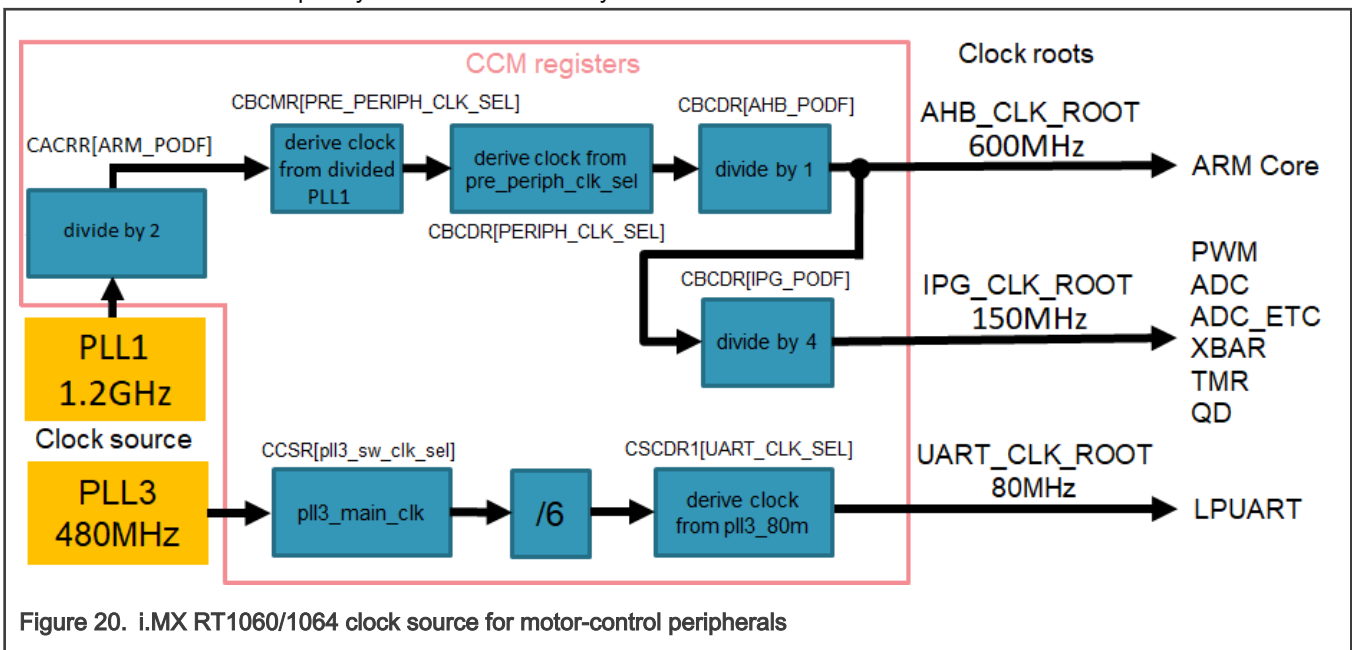 CCM registers
Clock roots
CBCMR[PRE_PERIPH_CLK_SEL]
CBCDR[AHB_PODF]
AHB_CLK_ROOT
600MHz
CACRR[ARM_PODF]
derive clock
from divided
PLL1
derive clock from
pre_periph_clk_sel
divide by 1
ARM Core
divide by 2
CBCDR[PERIPH_CLK_SEL]
CBCDR[IPG_PODF]
IPG_CLK_ROOT
150MHz
divide by 4
PWM
ADC
ADC_ETC
XBAR
TMR
QD
PLL1
1.2GHz
Clock source
CCSR[pll3_sw_clk_sel]
CSCDR1[UART_CLK_SEL]
UART_CLK_ROOT
80MHz
PLL3
480MHz
pll3_main_clk
/6
derive clock
from pll3_80m
LPUART
Figure 20. i.MX RT1060/1064 clock source for motor-control peripherals